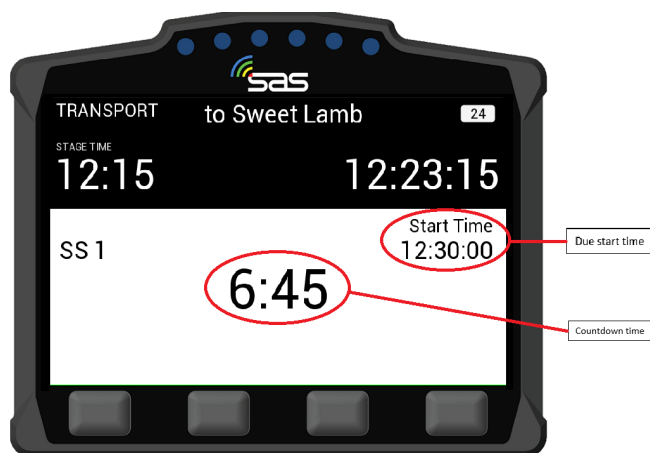 sas
TRANSPORT to Sweet Lamb 24
STAGE TIME
12:15 12:23:15
Start Time
SS 1 12:30:00
6:45
Due start time
Countdown time